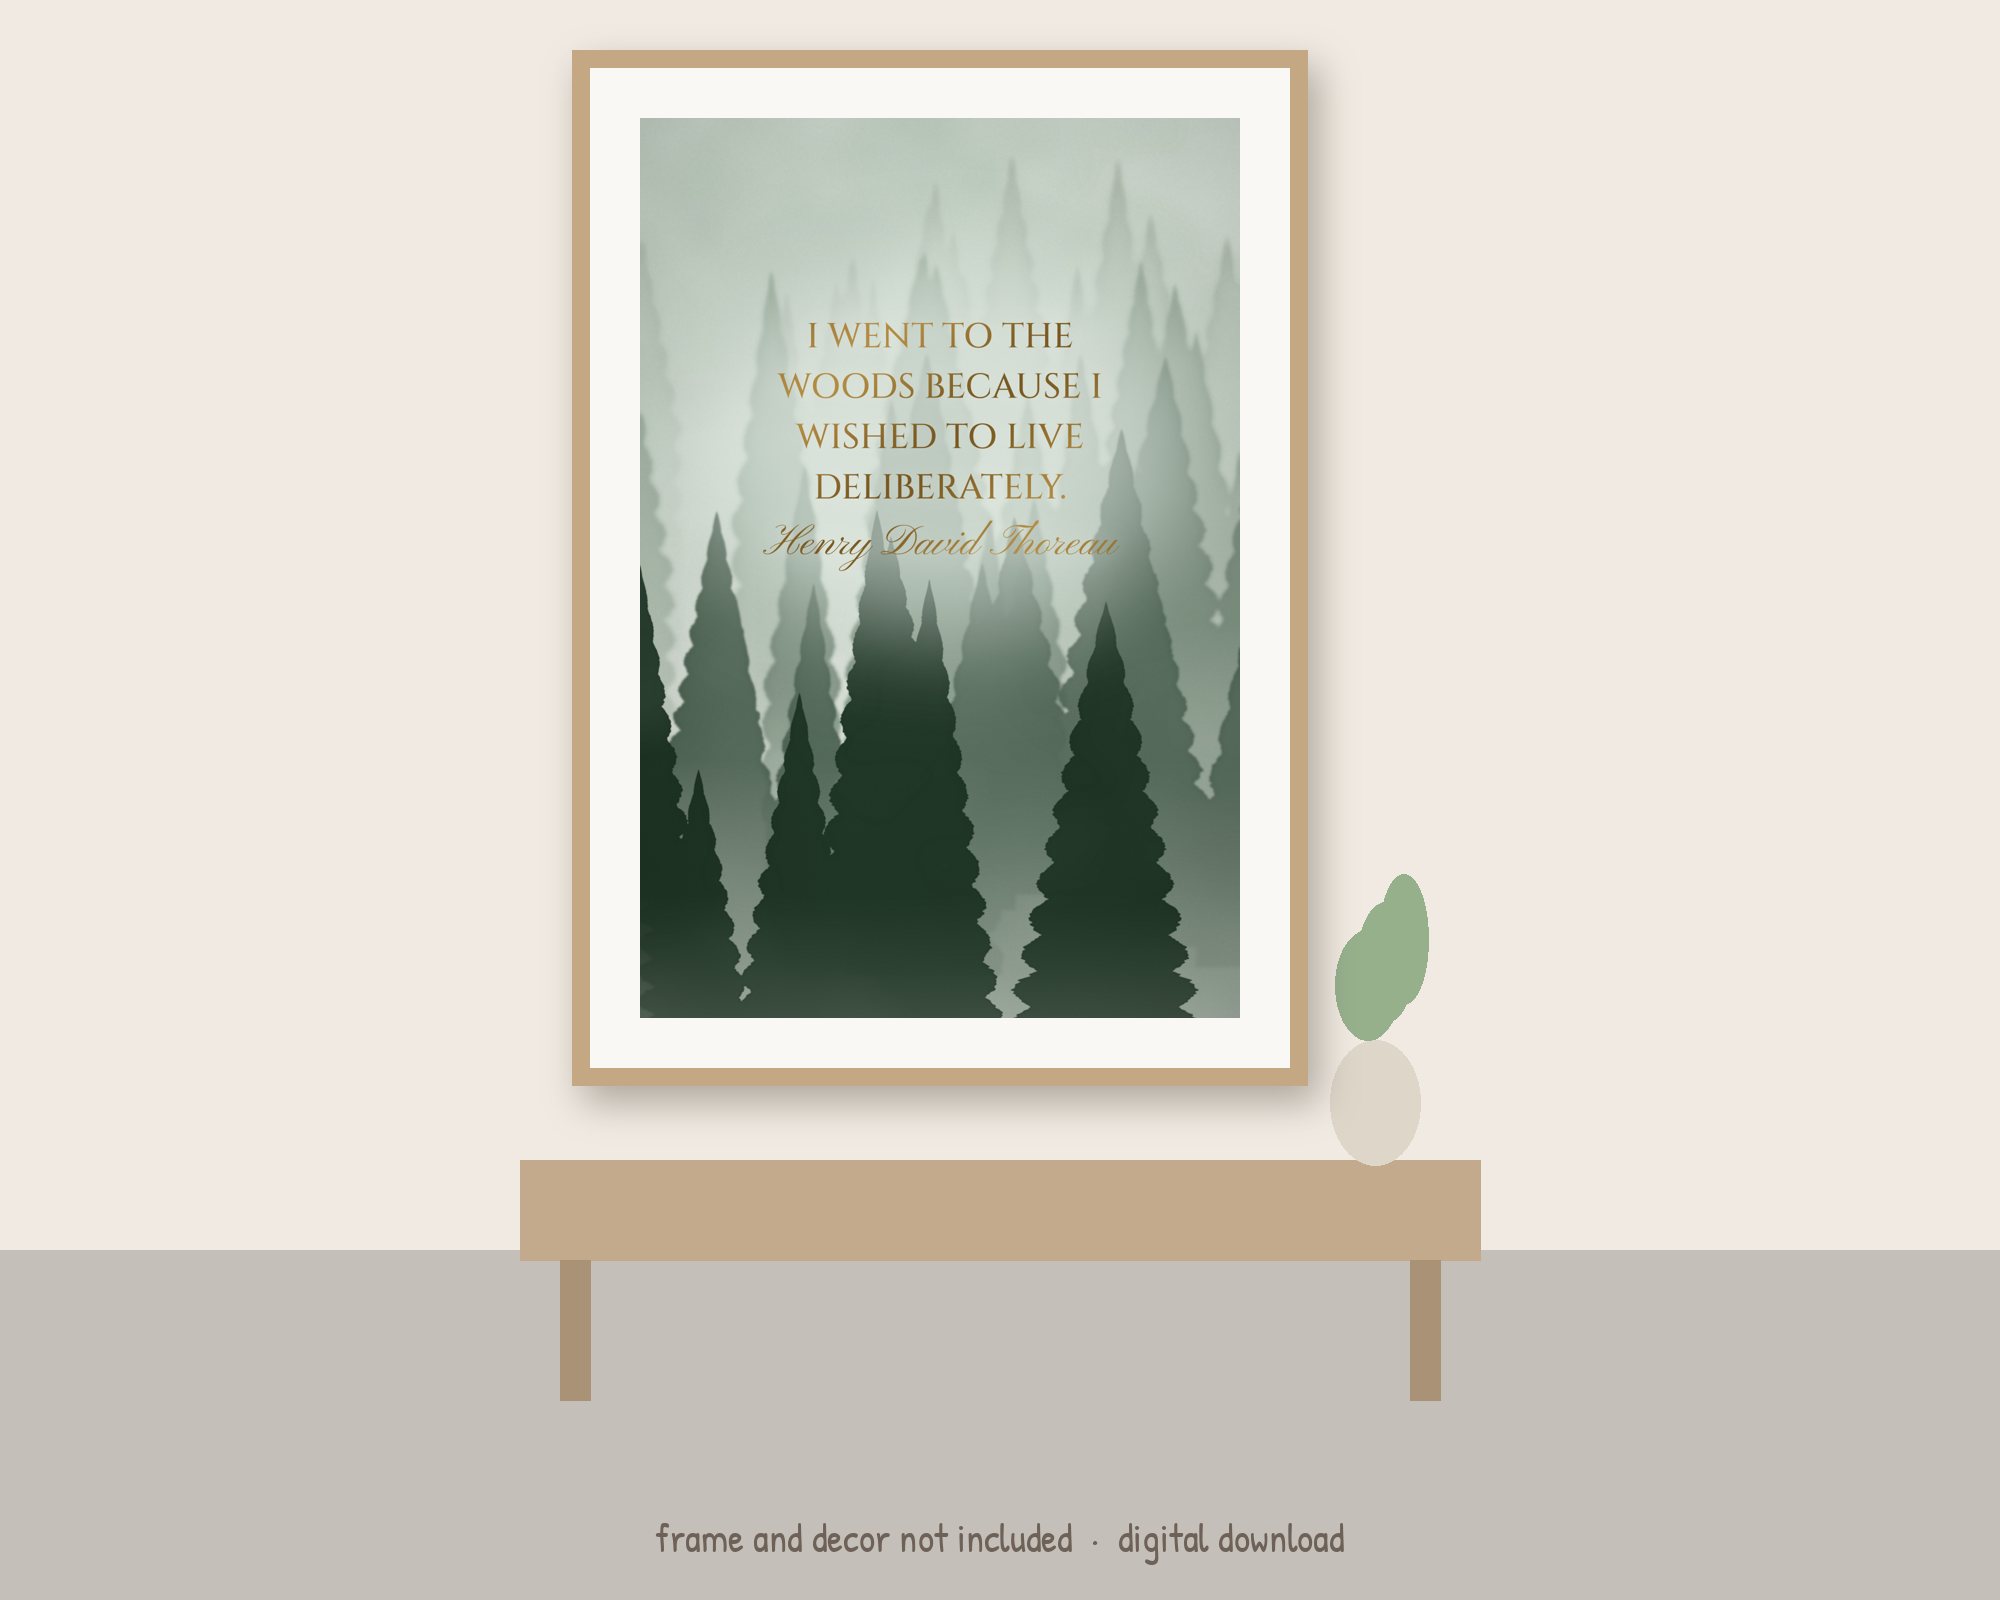 I WENT TO THE
WOODS BECAUSE I
WISHED TO LIVE
DELIBERATELY.
Henry David Thoreau
frame and decor not included · digital download